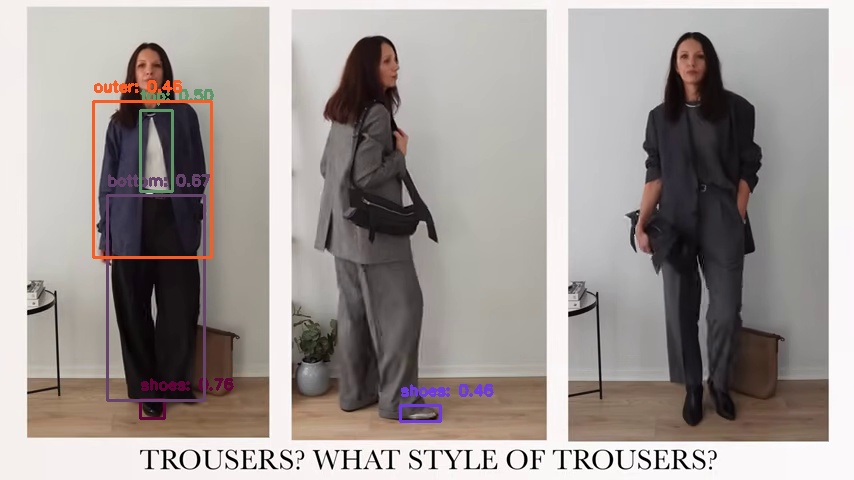 outer: 0.46
top: 0.50
bottom: 0.67
shoes: 0.76
shoes: 0.46
TROUSERS? WHAT STYLE OF TROUSERS?